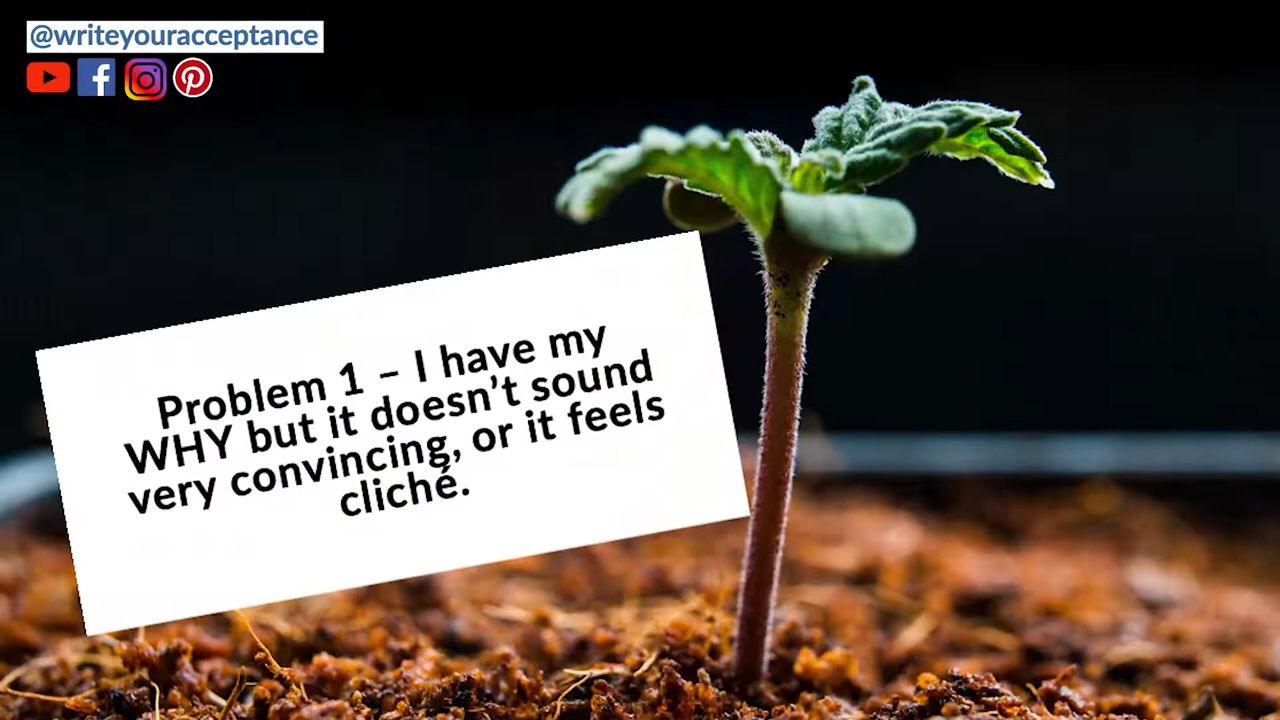 @writeyouracceptance
Problem 1 – I have my
WHY but it doesn’t sound
very convincing, or it feels
cliché.